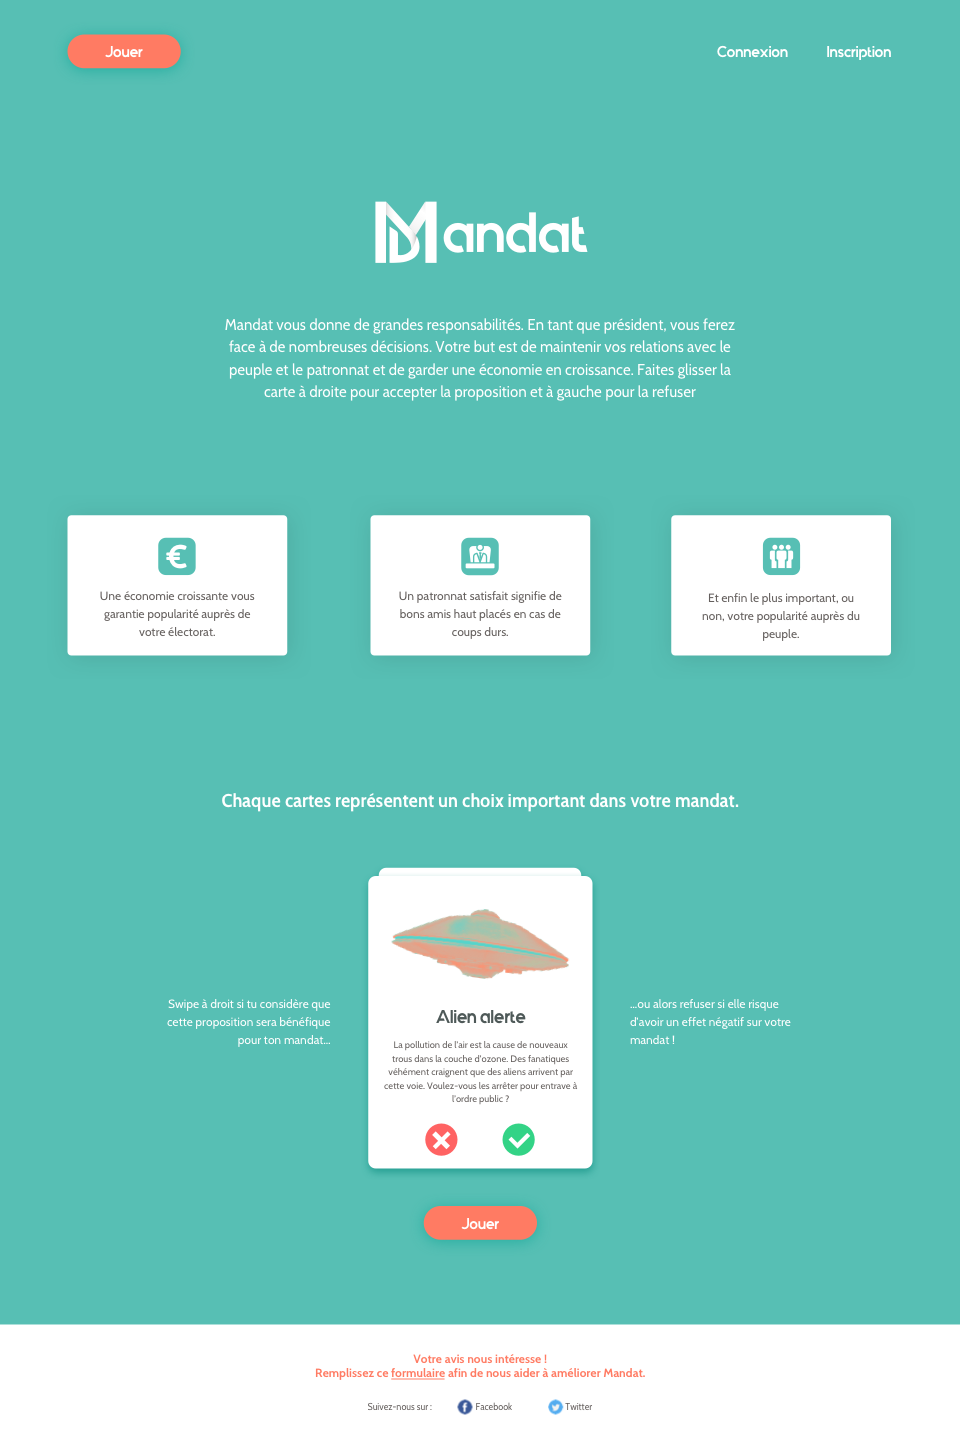 Jouer
Connexion
Inscription
Mandat
Mandat vous donne de grandes responsabilités. En tant que président, vous ferez
face à de nombreuses décisions. Votre but est de maintenir vos relations avec le
peuple et le patronnat et de garder une économie en croissance. Faites glisser la
carte à droite pour accepter la proposition et à gauche pour la refuser
Une économie croissante vous
garantie popularité auprès de
votre électorat.
Un patronnat satisfait signifie de
bons amis haut placés en cas de
coups durs.
Et enfin le plus important, ou
non, votre popularité auprès du
peuple.
Chaque cartes représentent un choix important dans votre mandat.
Swipe à droit si tu considère que
cette proposition sera bénéfique
pour ton mandat...
Alien alerte
La pollution de l'air est la cause de nouveaux
trous dans la couche d'ozone. Des fanatiques
véhément craignent que des aliens arrivent par
cette voie. Voulez-vous les arrêter pour entrave à
l'ordre public ?
...ou alors refuser si elle risque
d'avoir un effet négatif sur votre
mandat !
Jouer
Votre avis nous intéresse !
Remplissez ce formulaire afin de nous aider à améliorer Mandat.
Suivez-nous sur :
Facebook
Twitter